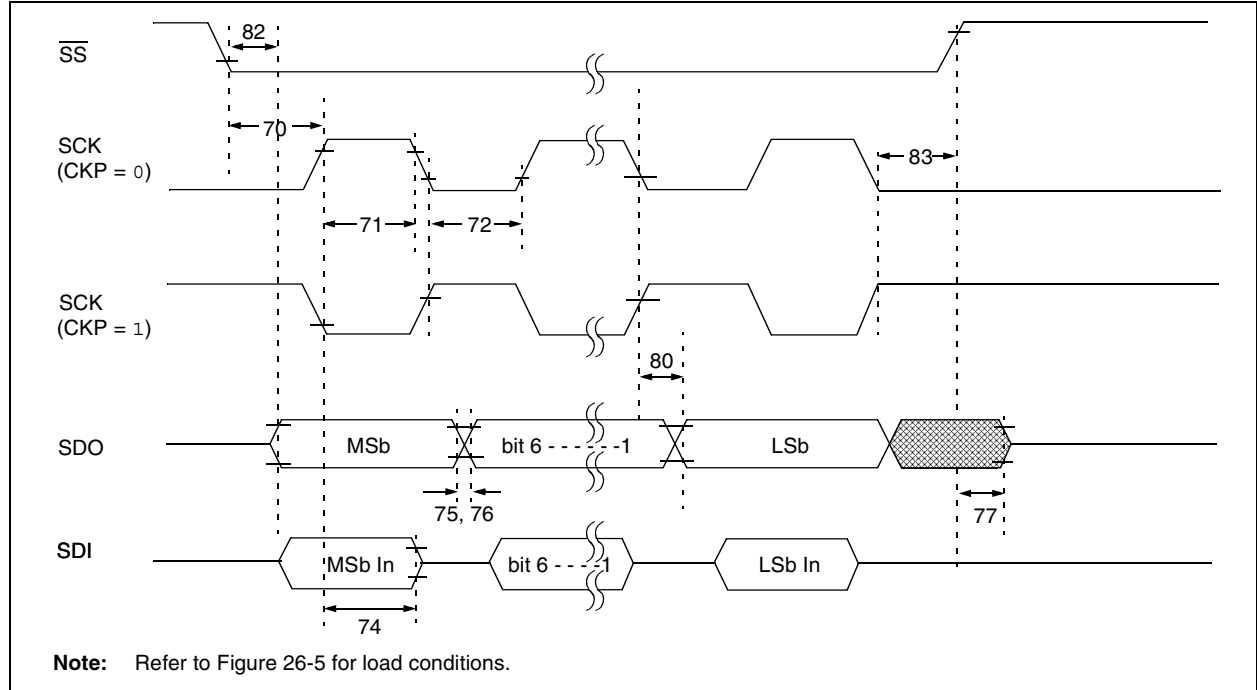 82
SS
70
SCK
(CKP = 0)
83
71
72
SCK
(CKP = 1)
80
SDO
MSb
bit 6 - - - - - -1
LSb
75, 76
77
SDI
MSb In
bit 6 - - - -1
LSb In
74
Note: Refer to Figure 26-5 for load conditions.